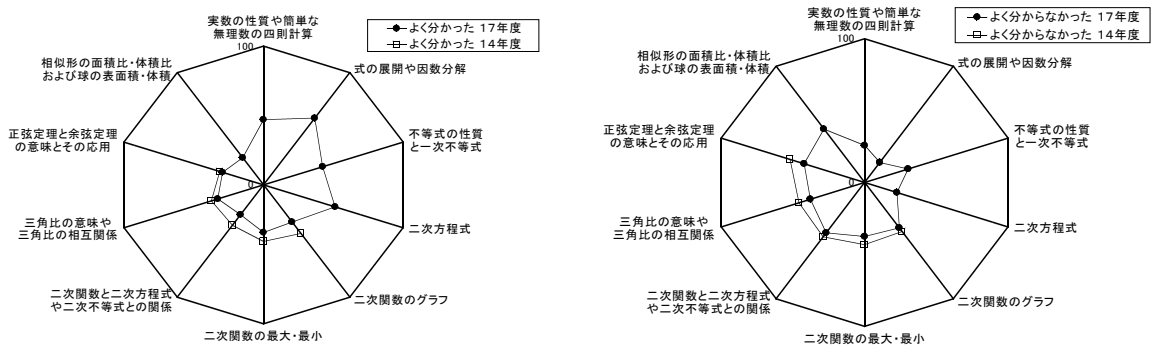 実数の性質や簡単な
無理数の四則計算
100
よく分かった 17年度
よく分かった 14年度
式の展開や因数分解
不等式の性質
と一次不等式
二次方程式
二次関数のグラフ
二次関数の最大・最小
二次関数と二次方程式
や二次不等式との関係
三角比の意味や
三角比の相互関係
正弦定理と余弦定理
の意味とその応用
相似形の面積比・体積比
および球の表面積・体積
0
実数の性質や簡単な
無理数の四則計算
100
よく分からなかった 17年度
よく分からなかった 14年度
式の展開や因数分解
不等式の性質
と一次不等式
二次方程式
二次関数のグラフ
二次関数の最大・最小
二次関数と二次方程式
や二次不等式との関係
三角比の意味や
三角比の相互関係
正弦定理と余弦定理
の意味とその応用
相似形の面積比・体積比
および球の表面積・体積
0